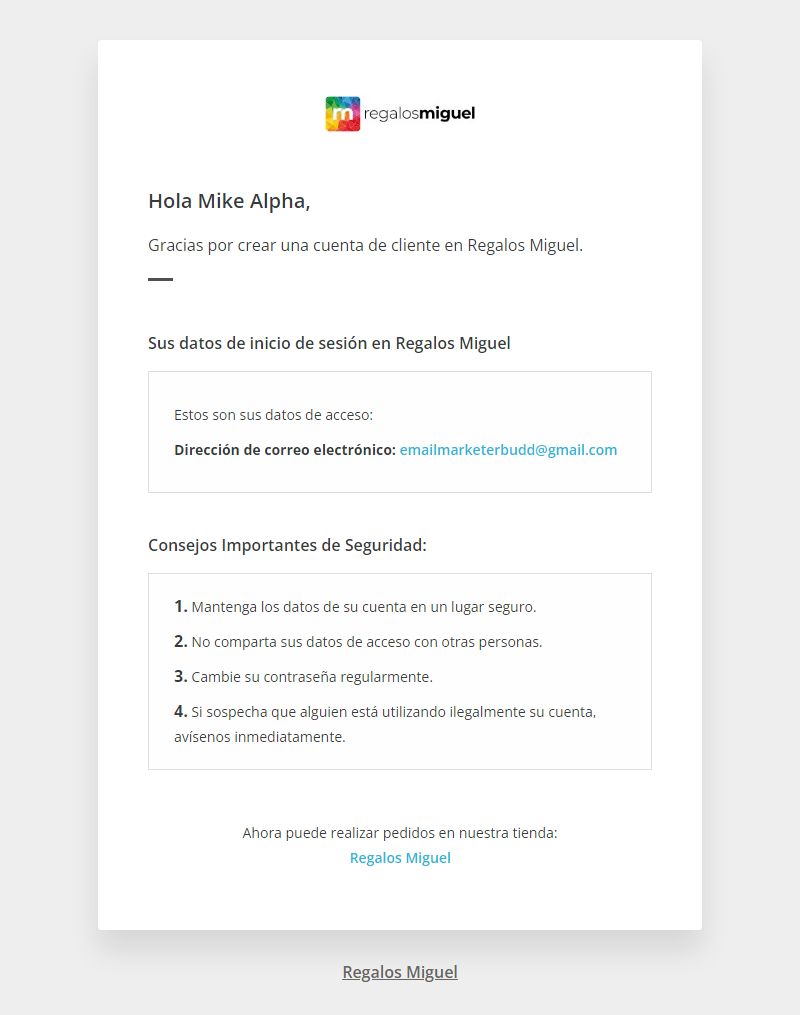 m regalosmiguel
Hola Mike Alpha,
Gracias por crear una cuenta de cliente en Regalos Miguel.
Sus datos de inicio de sesión en Regalos Miguel
Estos son sus datos de acceso:
Dirección de correo electrónico: emailmarketerbudd@gmail.com
Consejos Importantes de Seguridad:
1. Mantenga los datos de su cuenta en un lugar seguro.
2. No comparta sus datos de acceso con otras personas.
3. Cambie su contraseña regularmente.
4. Si sospecha que alguien está utilizando ilegalmente su cuenta,
avísenos inmediatamente.
Ahora puede realizar pedidos en nuestra tienda:
Regalos Miguel
Regalos Miguel